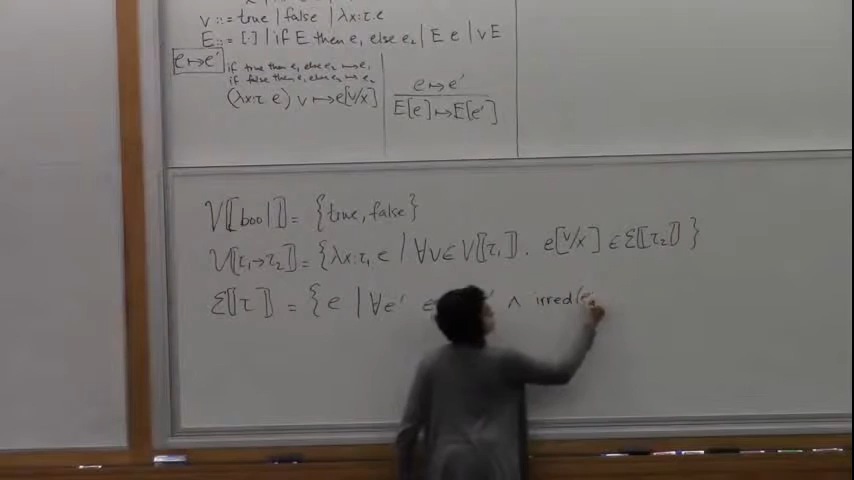 v ::= true | false | λx:τ.e
E ::= [·] | if E then e₁ else e₂ | E e | v E
e ↦ e'
if true then e₁ else e₂ ↦ e₁
if false then e₁ else e₂ ↦ e₂
(λx:τ. e) v ↦ e[v/x]
e ↦ e'
E[e] ↦ E[e']
V⟦bool⟧ = {true, false}
V⟦τ₁→τ₂⟧ = {λx:τ₁.e | ∀v∈V⟦τ₁⟧. e[v/x] ∈ Ɛ⟦τ₂⟧}
Ɛ⟦τ⟧ = {e | ∀e' ∧ irred(e